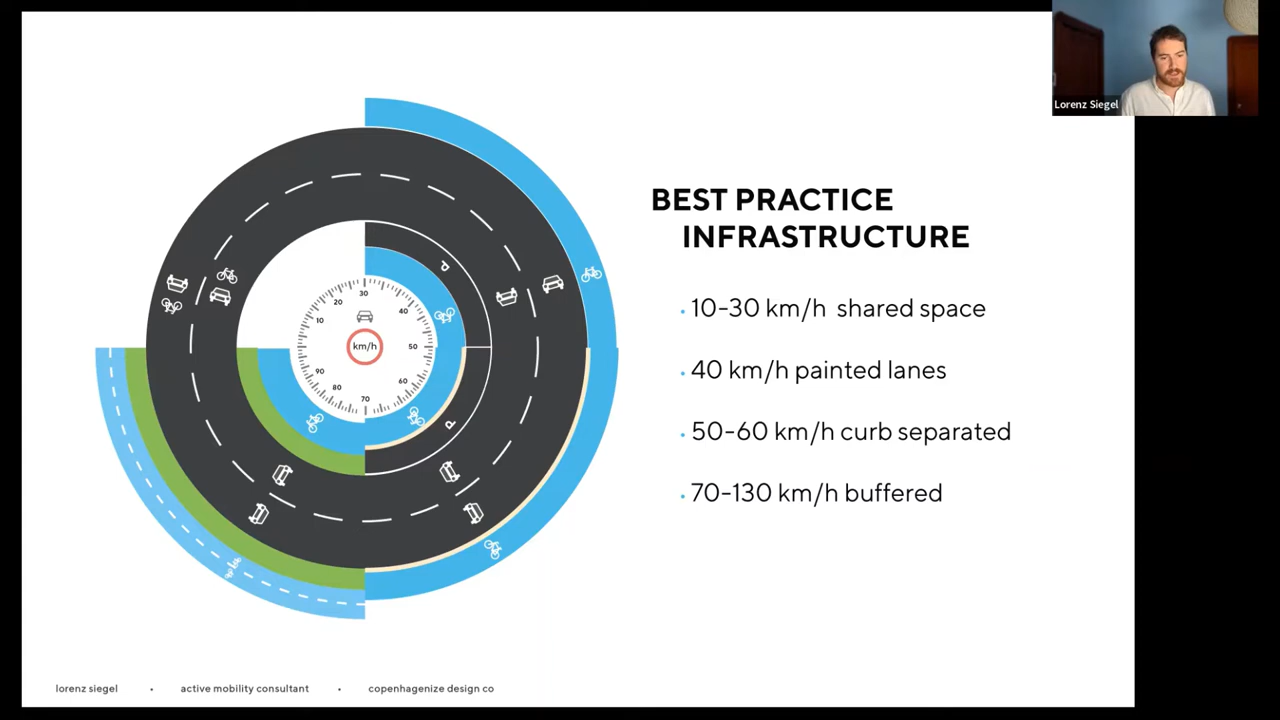 Lorenz Siegel
BEST PRACTICE
INFRASTRUCTURE
• 10-30 km/h shared space
• 40 km/h painted lanes
• 50-60 km/h curb separated
• 70-130 km/h buffered
P
10
20
30
40
50
60
70
80
90
km/h
P
lorenz siegel • active mobility consultant • copenhagenize design co